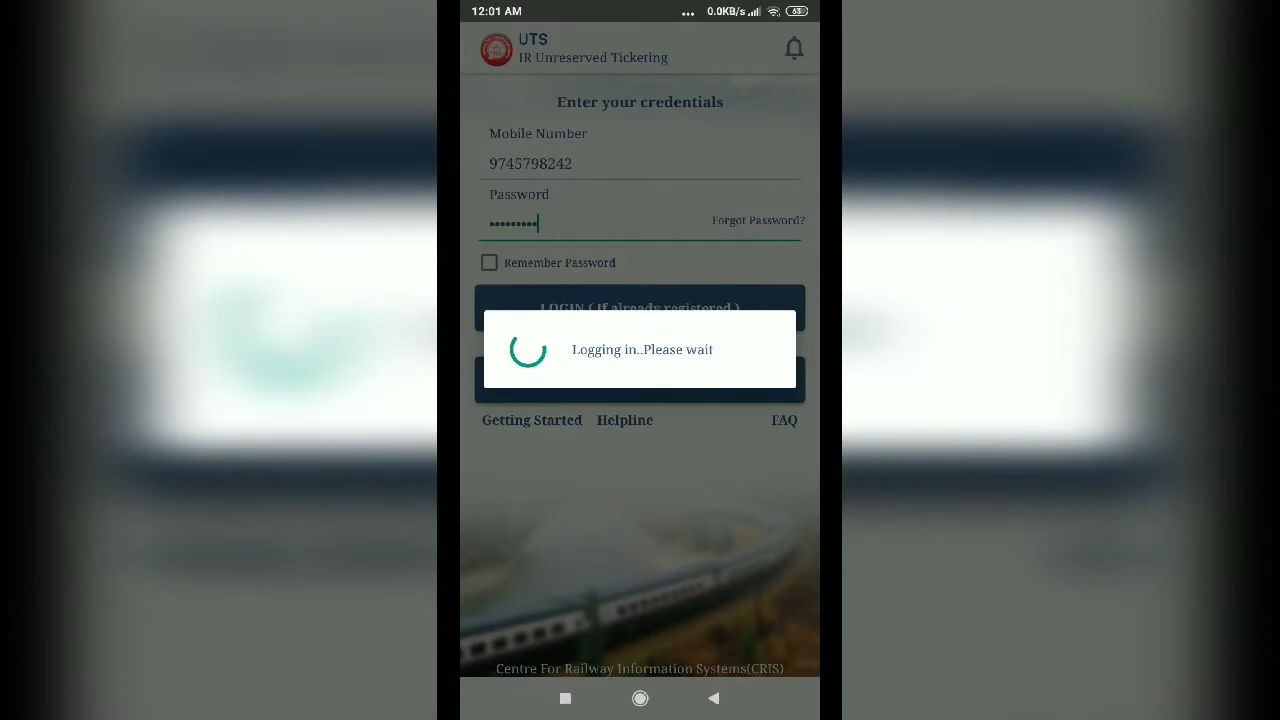 12:01 AM
... 0.0KB/s 63
UTS
IR Unreserved Ticketing
Enter your credentials
Mobile Number
9745798242
Password
•••••••••
Forgot Password?
Remember Password
LOGIN ( If already registered )
Logging in..Please wait
Getting Started Helpline FAQ
Centre For Railway Information Systems(CRIS)